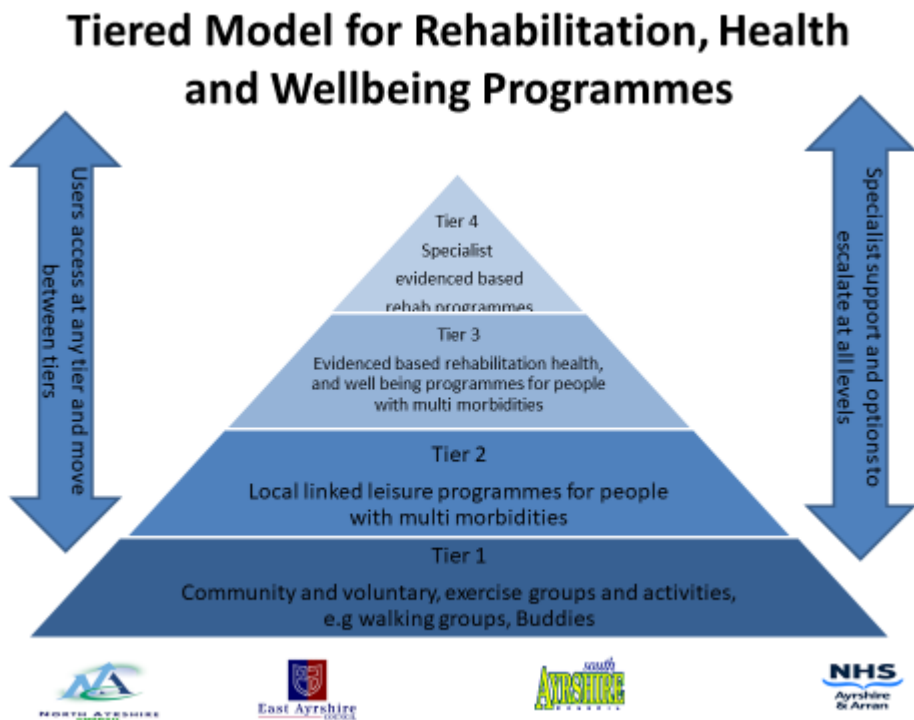 Tiered Model for Rehabilitation, Health
and Wellbeing Programmes
Users access at any tier and move
between tiers
Specialist support and options to
escalate at all levels
Tier 4
Specialist
evidenced based
rehab programmes
Tier 3
Evidenced based rehabilitation health,
and well being programmes for people
with multi morbidities
Tier 2
Local linked leisure programmes for people
with multi morbidities
Tier 1
Community and voluntary, exercise groups and activities,
e.g walking groups, Buddies
NORTH AYRSHIRE
East Ayrshire
COUNCIL
south
AYRSHIRE
COUNCIL
NHS
Ayrshire
& Arran